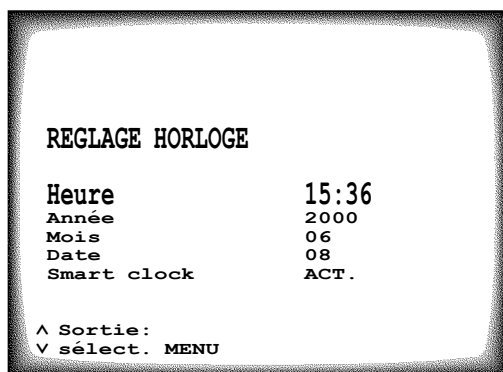 REGLAGE HORLOGE
Heure 15:36
Année 2000
Mois 06
Date 08
Smart clock ACT.
∧ Sortie:
∨ sélect. MENU